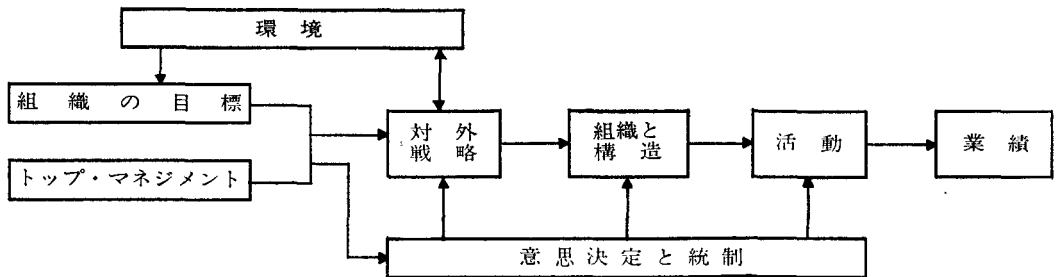 環境
組織の目標
対外
戦略
組織と
構造
活動
業績
トップ・マネジメント
意思決定と統制